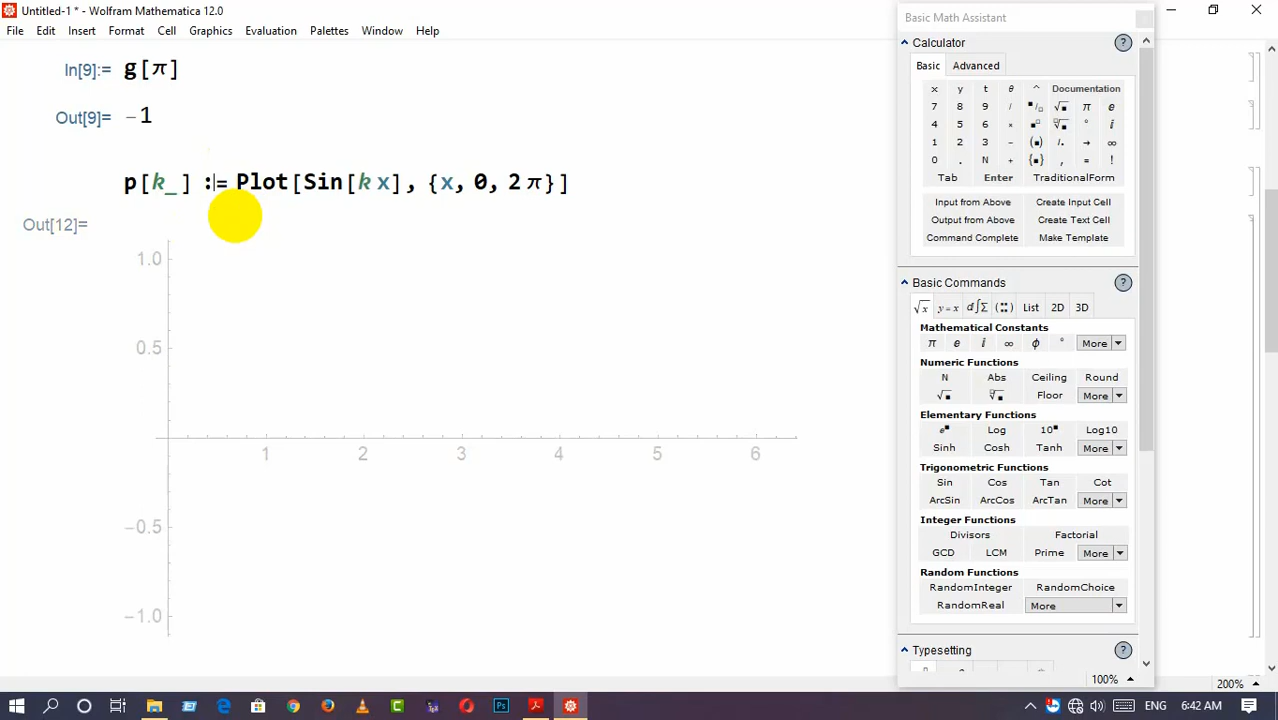 Untitled-1 * - Wolfram Mathematica 12.0
File Edit Insert Format Cell Graphics Evaluation Palettes Window Help
In[9]:= g[π]
Out[9]= -1
p[k_] := Plot[Sin[k x], {x, 0, 2 π}]
Out[12]=
1.0
0.5
1 2 3 4 5 6
-0.5
-1.0
Basic Math Assistant
Calculator ?
Basic Advanced
x y t θ ^ Documentation
7 8 9 / ■/□ √■ π e
4 5 6 × ■□ □√■ ° i
1 2 3 - (■) , → ∞
0 . + {■} , = !
Tab Enter TraditionalForm
Input from Above Create Input Cell
Output from Above Create Text Cell
Command Complete Make Template
Basic Commands ?
√x y = x d∫Σ List 2D 3D
Mathematical Constants
π e i ∞ ϕ ° More
Numeric Functions
N Abs Ceiling Round
√■ □√■ Floor More
Elementary Functions
e■ Log 10■ Log10
Sinh Cosh Tanh More
Trigonometric Functions
Sin Cos Tan Cot
ArcSin ArcCos ArcTan More
Integer Functions
Divisors Factorial
GCD LCM Prime More
Random Functions
RandomInteger RandomChoice
RandomReal More
Typesetting ?
100%
200%
Ps
ENG 6:42 AM